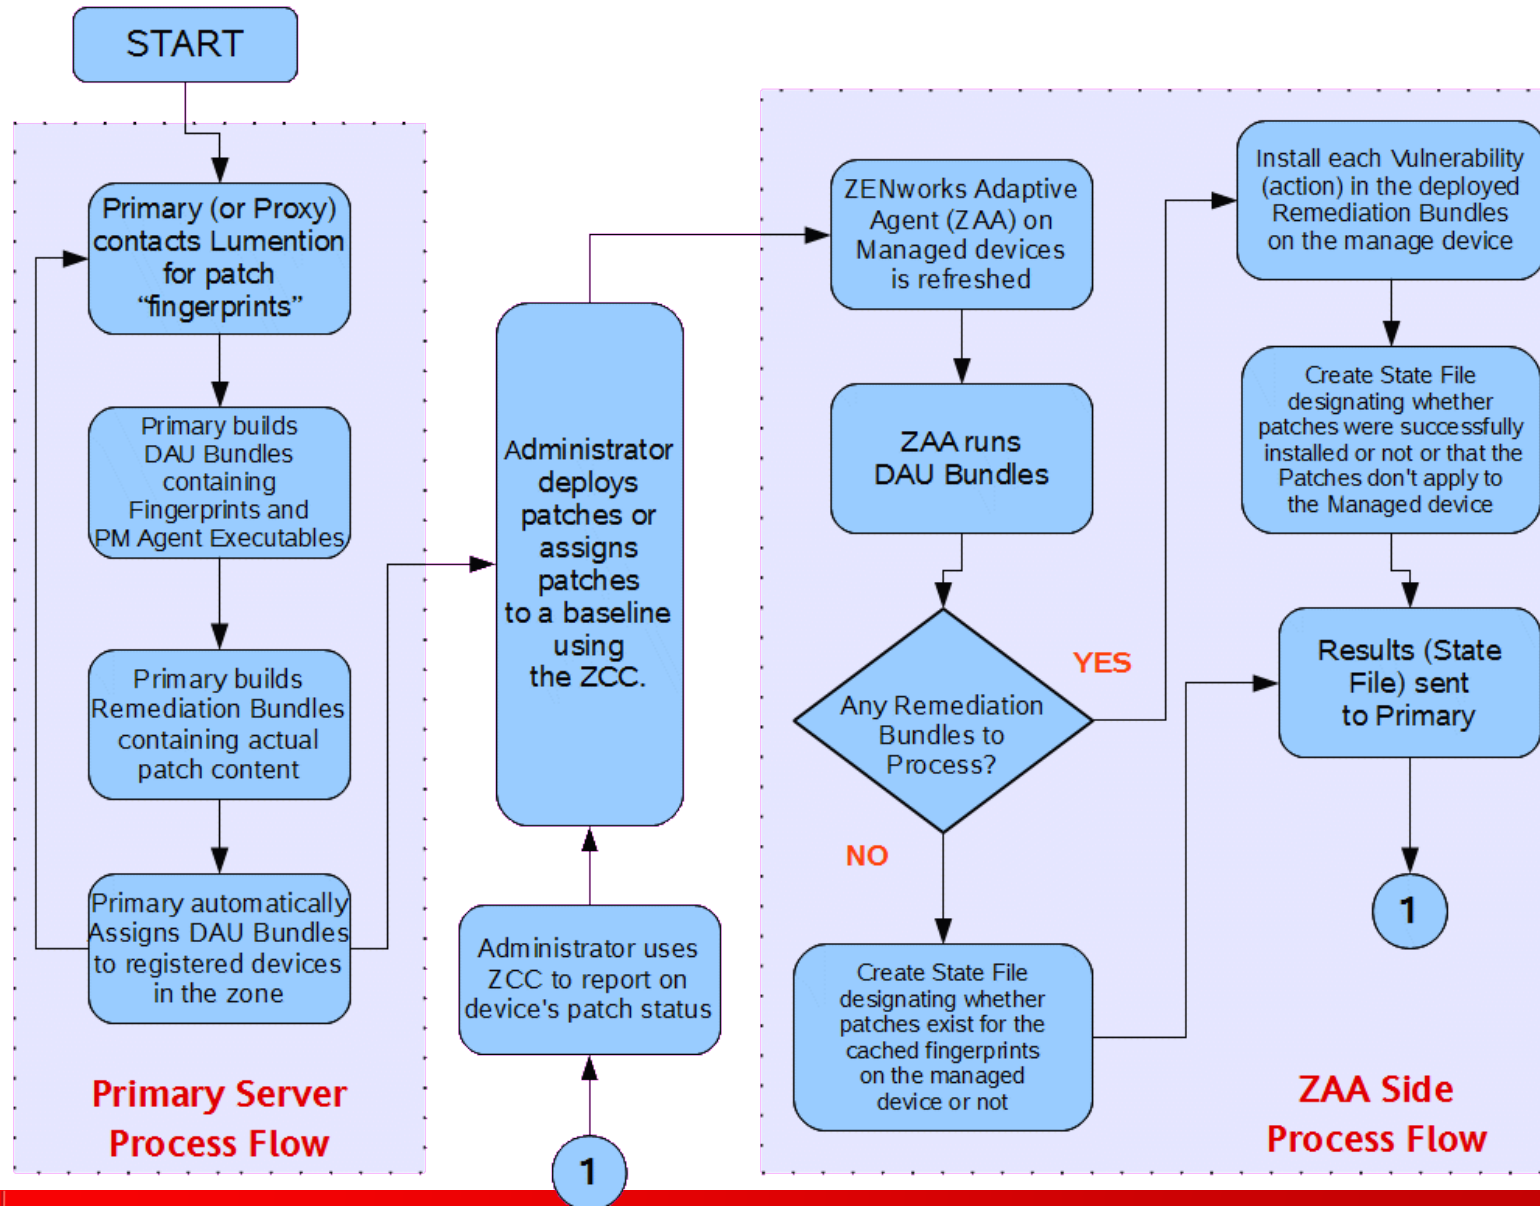 START
Primary (or Proxy)
contacts Lumention
for patch
“fingerprints”
Primary builds
DAU Bundles
containing
Fingerprints and
PM Agent Executables
Primary builds
Remediation Bundles
containing actual
patch content
Primary automatically
Assigns DAU Bundles
to registered devices
in the zone
Primary Server
Process Flow
Administrator
deploys
patches or
assigns
patches
to a baseline
using
the ZCC.
Administrator uses
ZCC to report on
device's patch status
1
ZENworks Adaptive
Agent (ZAA) on
Managed devices
is refreshed
ZAA runs
DAU Bundles
Any Remediation
Bundles to
Process?
YES
NO
Create State File
designating whether
patches exist for the
cached fingerprints
on the managed
device or not
Install each Vulnerability
(action) in the deployed
Remediation Bundles
on the manage device
Create State File
designating whether
patches were successfully
installed or not or that the
Patches don't apply to
the Managed device
Results (State
File) sent
to Primary
1
ZAA Side
Process Flow